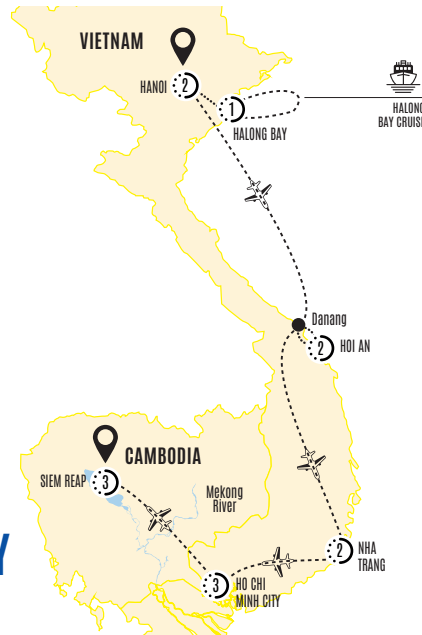 VIETNAM
HANOI
2
1
HALONG BAY
HALONG
BAY CRUISE
Danang
2
HOI AN
CAMBODIA
SIEM REAP
3
Mekong
River
2
NHA
TRANG
3
HO CHI
MINH CITY
Y